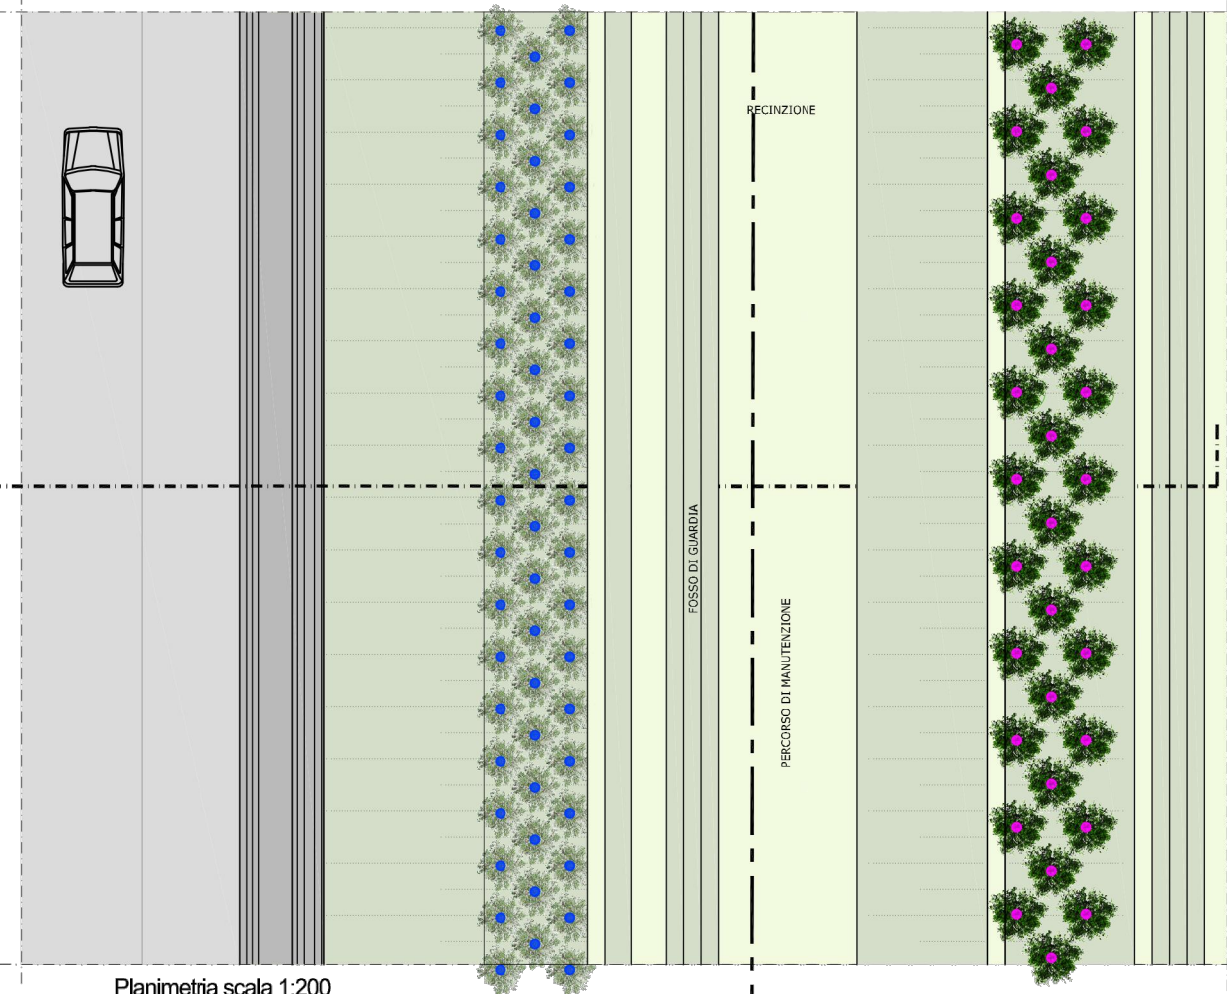 RECINZIONE
FOSSO DI GUARDIA
PERCORSO DI MANUTENZIONE
Planimetria scala 1:200